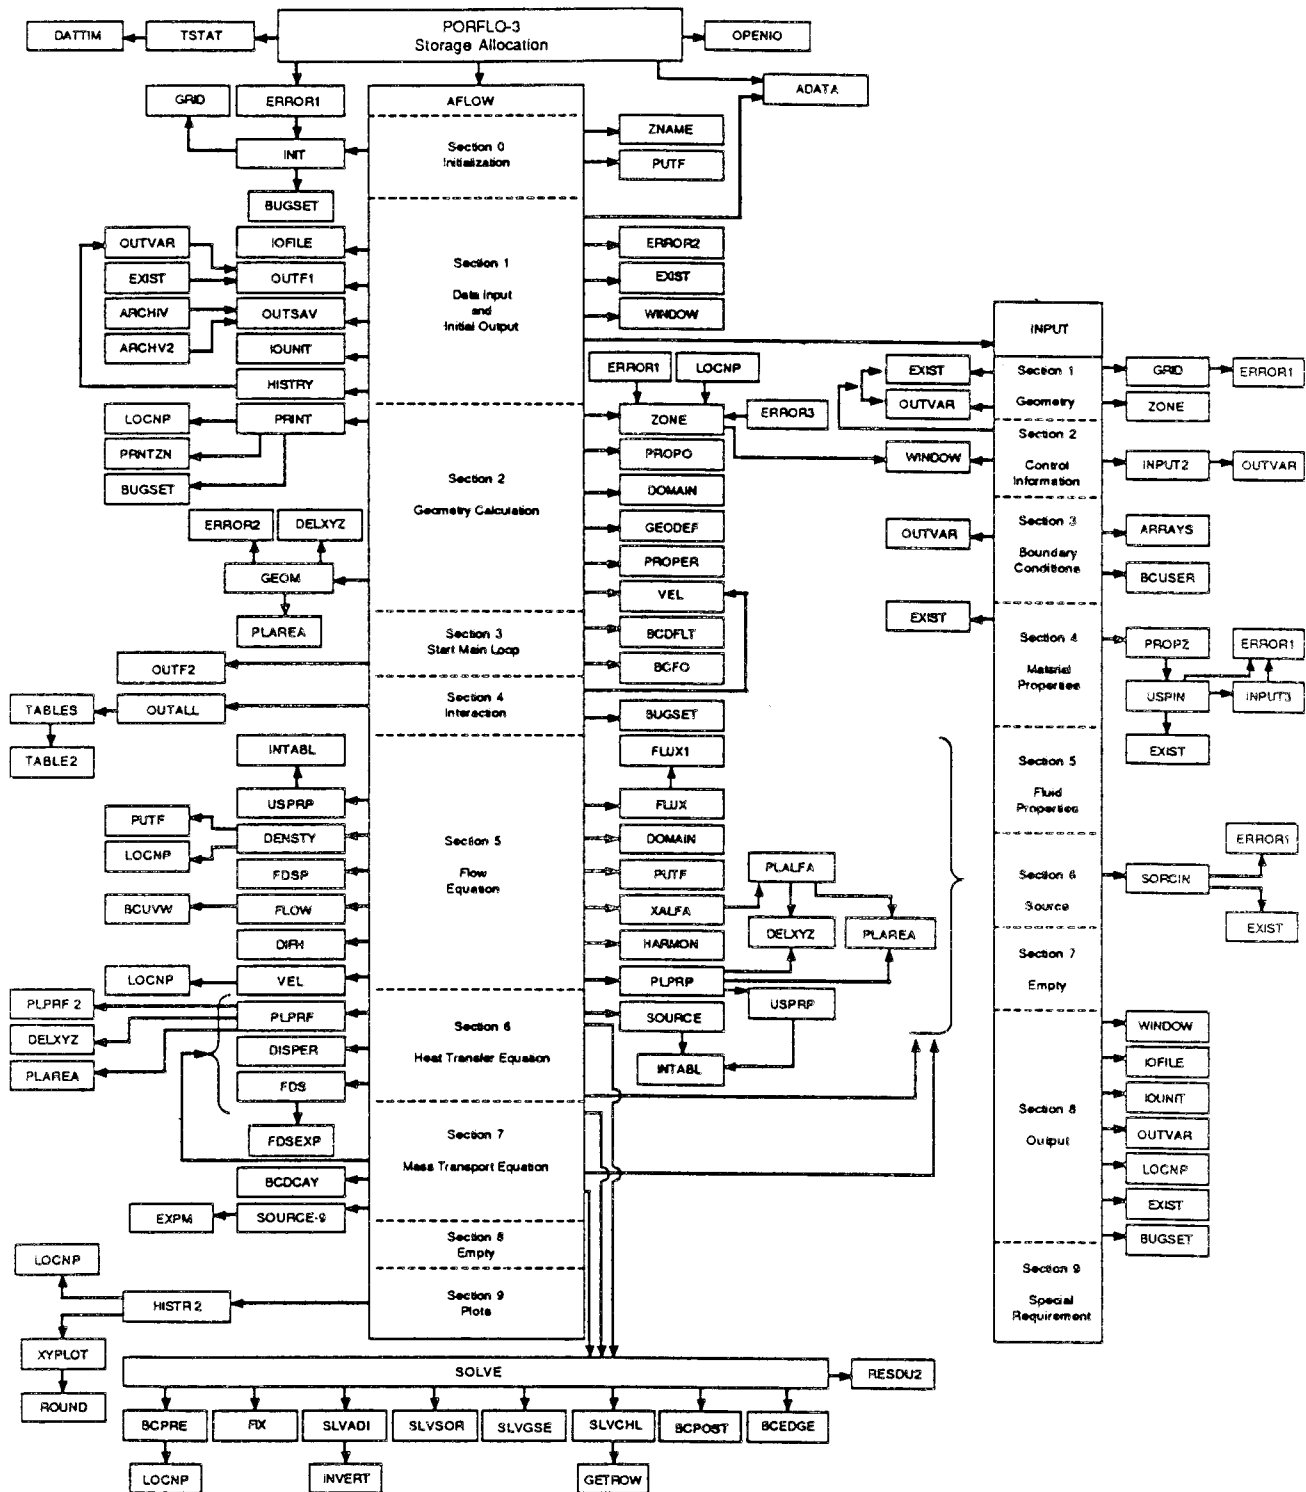 PORFLO-3
Storage Allocation
DATTIM
TSTAT
OPENIO
ADATA
GRID
ERROR1
AFLOW
INIT
Section 0
Initialization
ZNAME
PUTF
BUGSET
OUTVAR
IOFILE
EXIST
OUTF1
ARCHIV
OUTSAV
ARCHV2
IOUNIT
HISTRY
Section 1
Data Input
and
Initial Output
ERROR2
EXIST
WINDOW
LOCNP
PRINT
PRNTZN
BUGSET
ERROR2
DELXYZ
GEOM
PLAREA
Section 2
Geometry Calculation
ERROR1
LOCNP
ZONE
ERROR3
PROPO
DOMAIN
GEODEF
PROPER
VEL
OUTF2
Section 3
Start Main Loop
BCDFLT
BCFO
TABLES
OUTALL
TABLE2
Section 4
Interaction
BUGSET
INTABL
USPRP
PUTF
DENSTY
LOCNP
FDSP
BCUVW
FLOW
DIFH
LOCNP
VEL
Section 5
Flow
Equation
FLUX1
FLUX
DOMAIN
PUTF
XALFA
HARMON
PLPRP
PLALFA
DELXYZ
PLAREA
PLPRF 2
PLPRF
DELXYZ
DISPER
PLAREA
FDS
FDSEXP
Section 6
Heat Transfer Equation
SOURCE
USPRP
INTABL
Section 7
Mass Transport Equation
BCDCAY
EXPM
SOURCE-9
Section 8
Empty
LOCNP
HISTR 2
XYPLOT
ROUND
Section 9
Plots
SOLVE
RESDU2
BCPRE
FIX
SLVADI
SLVSOR
SLVGSE
SLVCHL
BCPOST
BCEDGE
LOCNP
INVERT
GETROW
INPUT
EXIST
OUTVAR
Section 1
Geometry
GRID
ERROR1
ZONE
WINDOW
Section 2
Control
Information
INPUT2
OUTVAR
OUTVAR
Section 3
Boundary
Conditions
ARRAYS
BCUSER
EXIST
Section 4
Material
Properties
PROPZ
ERROR1
USPIN
INPUT3
EXIST
Section 5
Fluid
Properties
Section 6
Source
SORCIN
ERROR1
EXIST
Section 7
Empty
Section 8
Output
WINDOW
IOFILE
IOUNIT
OUTVAR
LOCNP
EXIST
BUGSET
Section 9
Special
Requirement